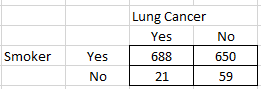 Lung Cancer
Yes No
Smoker Yes 688 650
No 21 59